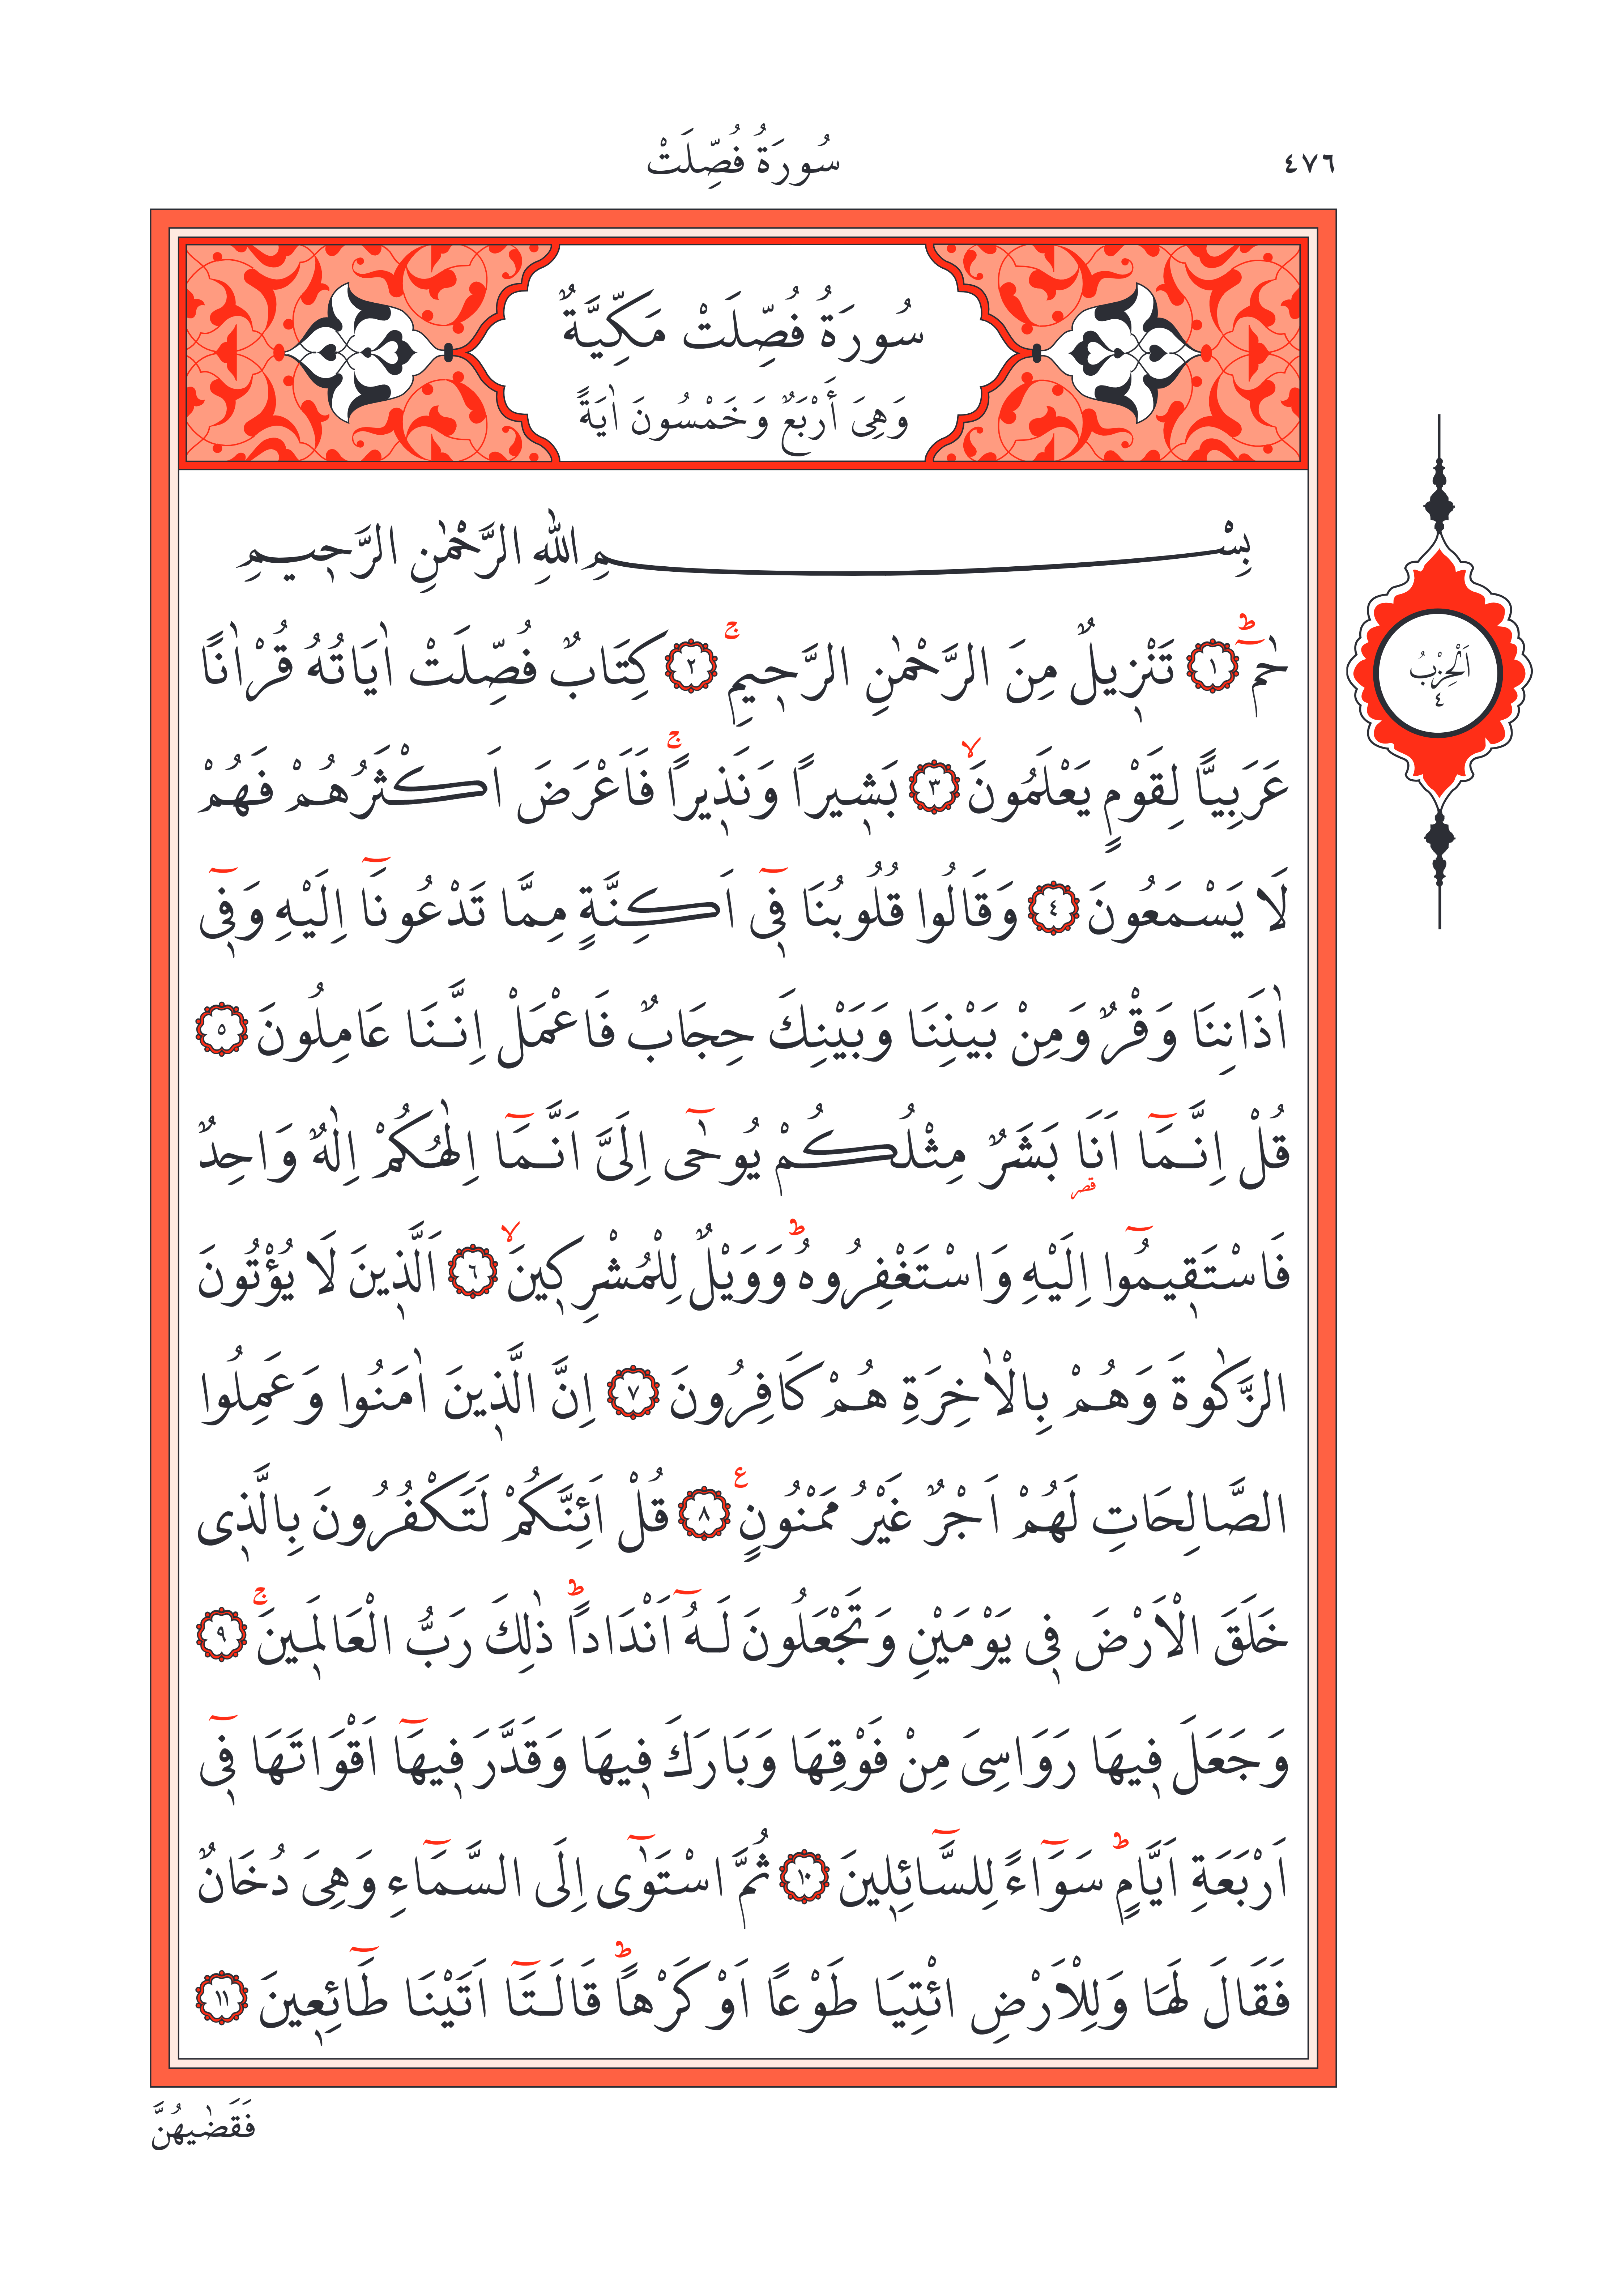 ٤٧٦
سُورَةُ فُصِّلَتْ
سُورَةُ فُصِّلَتْ مَكِّيَّةٌ
وَهِىَ أَرْبَعٌ وَخَمْسُونَ اٰيَةً
بِسْمِ اللّٰهِ الرَّحْمٰنِ الرَّح۪يمِ
حٰمٓ ۜ ﴿١﴾ تَنْز۪يلٌ مِنَ الرَّحْمٰنِ الرَّح۪يمِۚ ﴿٢﴾ كِتَابٌ فُصِّلَتْ اٰيَاتُهُ قُرْاٰنًا
عَرَبِيًّا لِقَوْمٍ يَعْلَمُونَۙ ﴿٣﴾ بَش۪يراً وَنَذ۪يراًۚ فَاَعْرَضَ اَكْثَرُهُمْ فَهُمْ
لَا يَسْمَعُونَ ﴿٤﴾ وَقَالُوا قُلُوبُنَا ف۪ٓى اَكِنَّةٍ مِمَّا تَدْعُونَٓا اِلَيْهِ وَف۪ٓى
اٰذَانِنَا وَقْرٌ وَمِنْ بَيْنِنَا وَبَيْنِكَ حِجَابٌ فَاعْمَلْ اِنَّنَا عَامِلُونَ ﴿٥﴾
قُلْ اِنَّمَٓا اَنَا۬ بَشَرٌ مِثْلُكُمْ يُوحٰٓى اِلَىَّ اَنَّمَٓا اِلٰهُكُمْ اِلٰهٌ وَاحِدٌ
قصر
فَاسْتَق۪يمُٓوا اِلَيْهِ وَاسْتَغْفِرُوهُۜ وَوَيْلٌ لِلْمُشْرِك۪ينَۙ ﴿٦﴾ اَلَّذ۪ينَ لَا يُؤْتُونَ
الزَّكٰوةَ وَهُمْ بِالْاٰخِرَةِ هُمْ كَافِرُونَ ﴿٧﴾ اِنَّ الَّذ۪ينَ اٰمَنُوا وَعَمِلُوا
الصَّالِحَاتِ لَهُمْ اَجْرٌ غَيْرُ مَمْنُونٍ ع ﴿٨﴾ قُلْ اَئِنَّكُمْ لَتَكْفُرُونَ بِالَّذ۪ى
خَلَقَ الْاَرْضَ ف۪ى يَوْمَيْنِ وَتَجْعَلُونَ لَهُٓ اَنْدَاداًۜ ذٰلِكَ رَبُّ الْعَالَم۪ينَۚ ﴿٩﴾
وَجَعَلَ ف۪يهَا رَوَاسِىَ مِنْ فَوْقِهَا وَبَارَكَ ف۪يهَا وَقَدَّرَ ف۪يهَٓا اَقْوَاتَهَا ف۪ٓى
اَرْبَعَةِ اَيَّامٍۜ سَوَٓاءً لِلسَّٓائِل۪ينَ ﴿١٠﴾ ثُمَّ اسْتَوٰٓى اِلَى السَّمَٓاءِ وَهِىَ دُخَانٌ
فَقَالَ لَهَا وَلِلْاَرْضِ ائْتِيَا طَوْعًا اَوْ كَرْهًاۜ قَالَتَٓا اَتَيْنَا طَٓائِع۪ينَ ﴿١١﴾
فَقَضٰيهُنَّ
اَلْحِزْبُ
٤